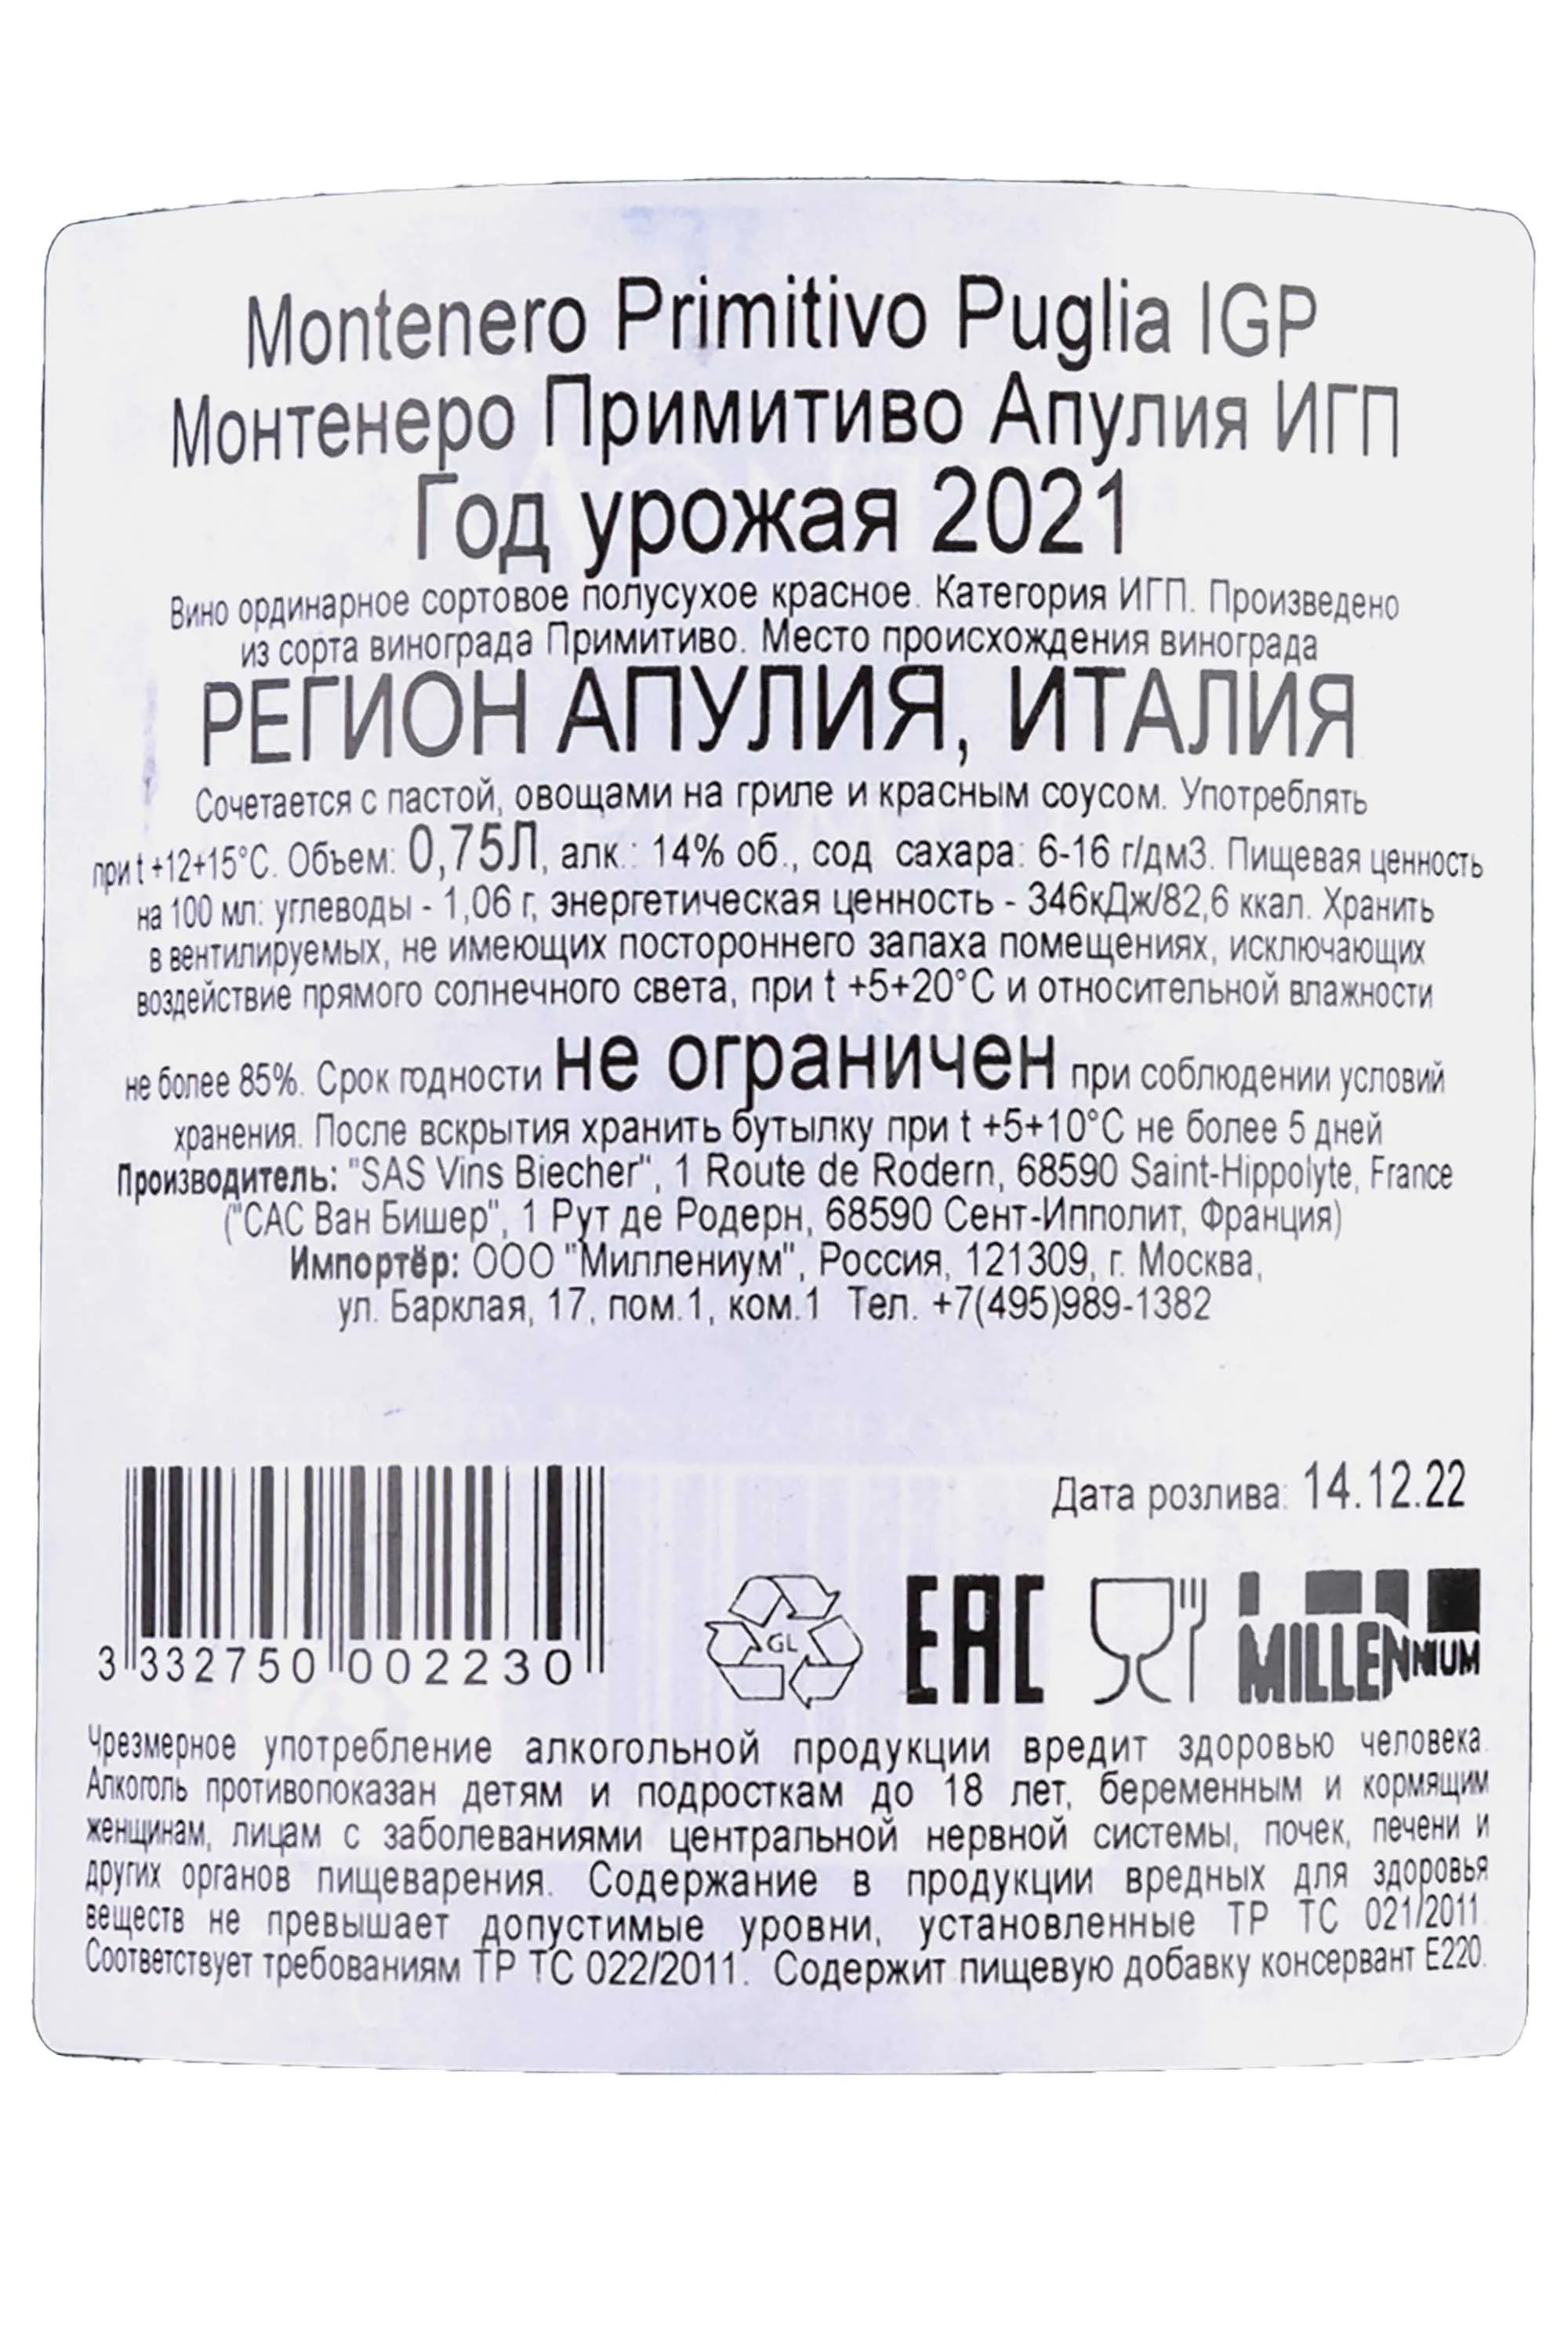 Montenero Primitivo Puglia IGP
Монтенеро Примитиво Апулия ИГП
Год урожая 2021
Вино ординарное сортовое полусухое красное. Категория ИГП. Произведено
из сорта винограда Примитиво. Место происхождения винограда
РЕГИОН АПУЛИЯ, ИТАЛИЯ
Сочетается с пастой, овощами на гриле и красным соусом. Употреблять
при t +12+15°С. Объем: 0,75Л, алк.: 14% об., сод сахара: 6-16 г/дм3. Пищевая ценность
на 100 мл: углеводы - 1,06 г, энергетическая ценность - 346кДж/82,6 ккал. Хранить
в вентилируемых, не имеющих постороннего запаха помещениях, исключающих
воздействие прямого солнечного света, при t +5+20°С и относительной влажности
не более 85%. Срок годности не ограничен при соблюдении условий
хранения. После вскрытия хранить бутылку при t +5+10°С не более 5 дней
Производитель: "SAS Vins Biecher", 1 Route de Rodern, 68590 Saint-Hippolyte, France
("САС Ван Бишер", 1 Рут де Родерн, 68590 Сент-Ипполит, Франция)
Импортёр: ООО "Миллениум", Россия, 121309, г. Москва,
ул. Барклая, 17, пом.1, ком.1 Тел. +7(495)989-1382
Дата розлива: 14.12.22
3 332750 002230
GL
EAC
MILLENNIUM
Чрезмерное употребление алкогольной продукции вредит здоровью человека.
Алкоголь противопоказан детям и подросткам до 18 лет, беременным и кормящим
женщинам, лицам с заболеваниями центральной нервной системы, почек, печени и
других органов пищеварения. Содержание в продукции вредных для здоровья
веществ не превышает допустимые уровни, установленные ТР ТС 021/2011.
Соответствует требованиям ТР ТС 022/2011. Содержит пищевую добавку консервант Е220.